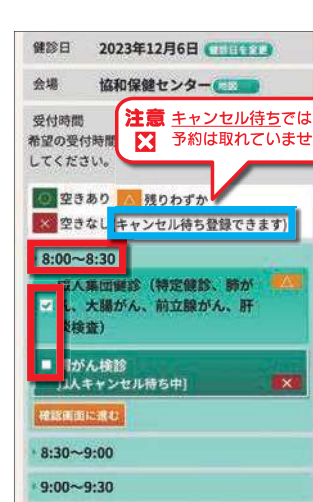 健診日 2023年12月6日 健診日を変更
会場 協和保健センター 地図
注意 キャンセル待ちでは
予約は取れていませ
受付時間
希望の受付時間
してください。
空きあり 残りわずか
空きなし(キャンセル待ち登録できます)
8:00〜8:30
人集団健診（特定健診、肺が
、大腸がん、前立腺がん、肝
炎検査）
がん検診
[1人キャンセル待ち中]
確認画面に進む
8:30〜9:00
9:00〜9:30